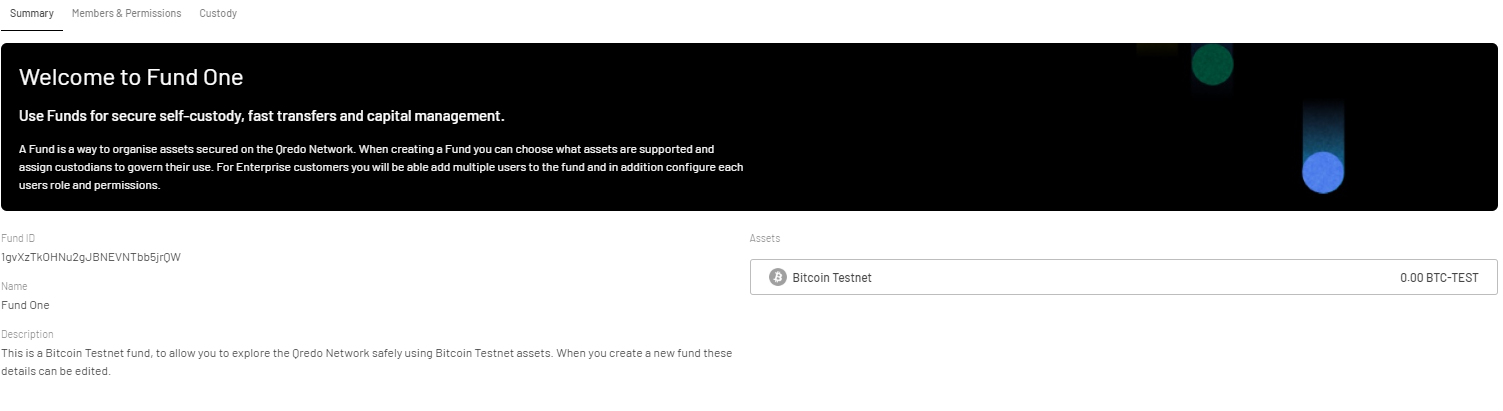 Summary Members & Permissions Custody
Welcome to Fund One
Use Funds for secure self-custody, fast transfers and capital management.
A Fund is a way to organise assets secured on the Qredo Network. When creating a Fund you can choose what assets are supported and
assign custodians to govern their use. For Enterprise customers you will be able add multiple users to the fund and in addition configure each
users role and permissions.
Fund ID
1gvXzTkOHNu2gJBNEVNTbb5jrQW
Name
Fund One
Description
This is a Bitcoin Testnet fund, to allow you to explore the Qredo Network safely using Bitcoin Testnet assets. When you create a new fund these
details can be edited.
Assets
Bitcoin Testnet 0.00 BTC-TEST